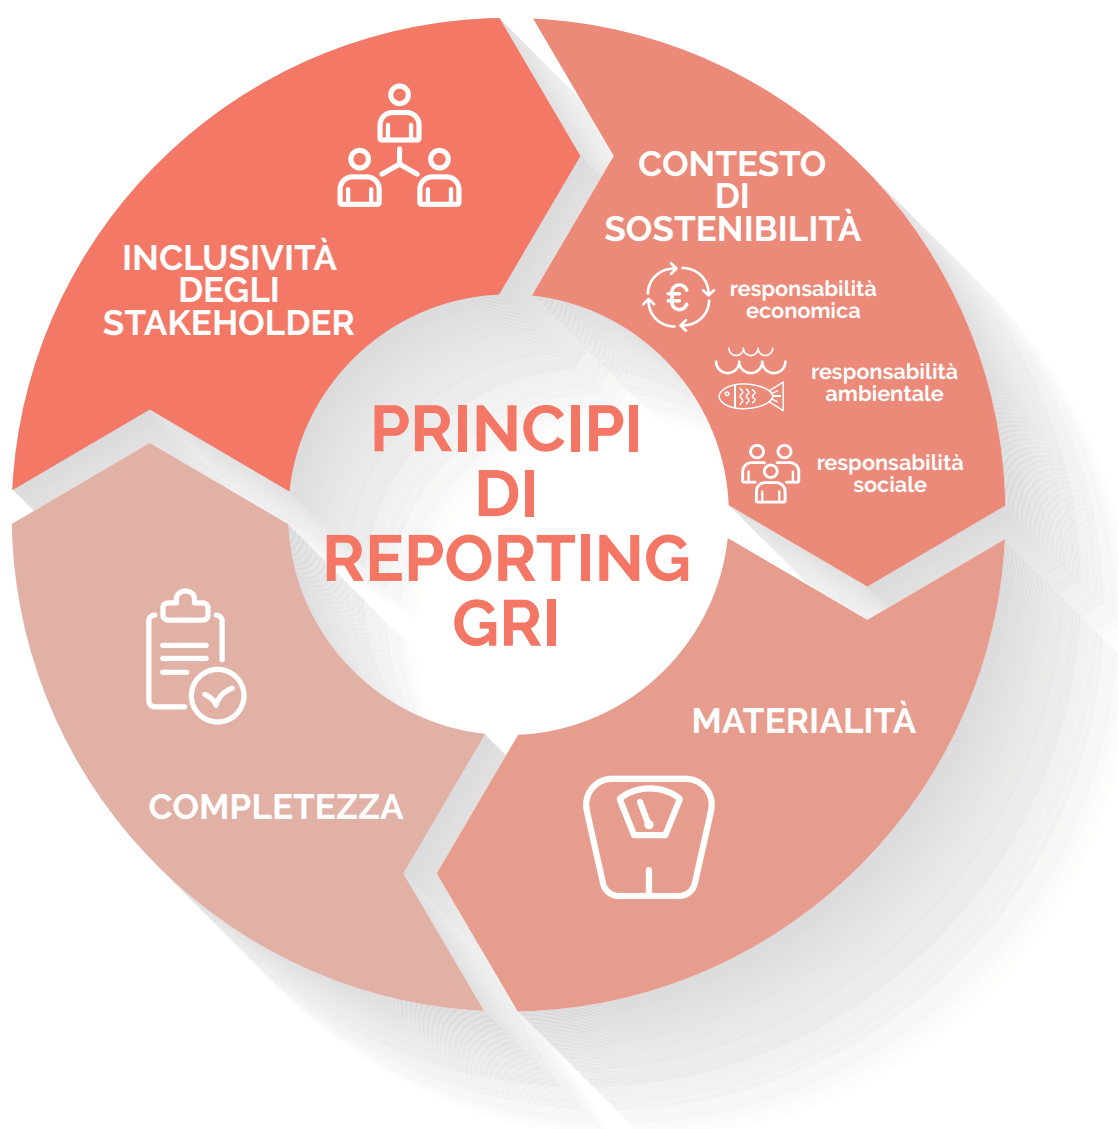 PRINCIPI
DI
REPORTING
GRI
INCLUSIVITÀ
DEGLI
STAKEHOLDER
CONTESTO
DI
SOSTENIBILITÀ
€
responsabilità
economica
responsabilità
ambientale
responsabilità
sociale
MATERIALITÀ
COMPLETEZZA